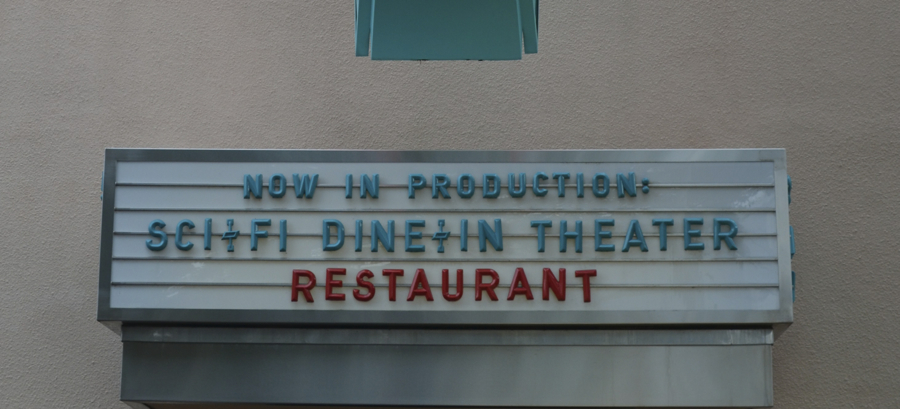 NOW IN PRODUCTION:
SCI-FI DINE-IN THEATER
RESTAURANT